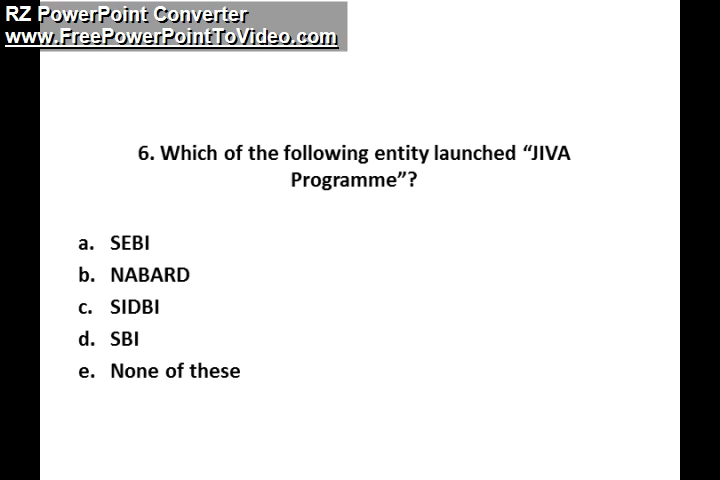 RZ PowerPoint Converter
www.FreePowerPointToVideo.com
6. Which of the following entity launched “JIVA
Programme”?
a. SEBI
b. NABARD
c. SIDBI
d. SBI
e. None of these